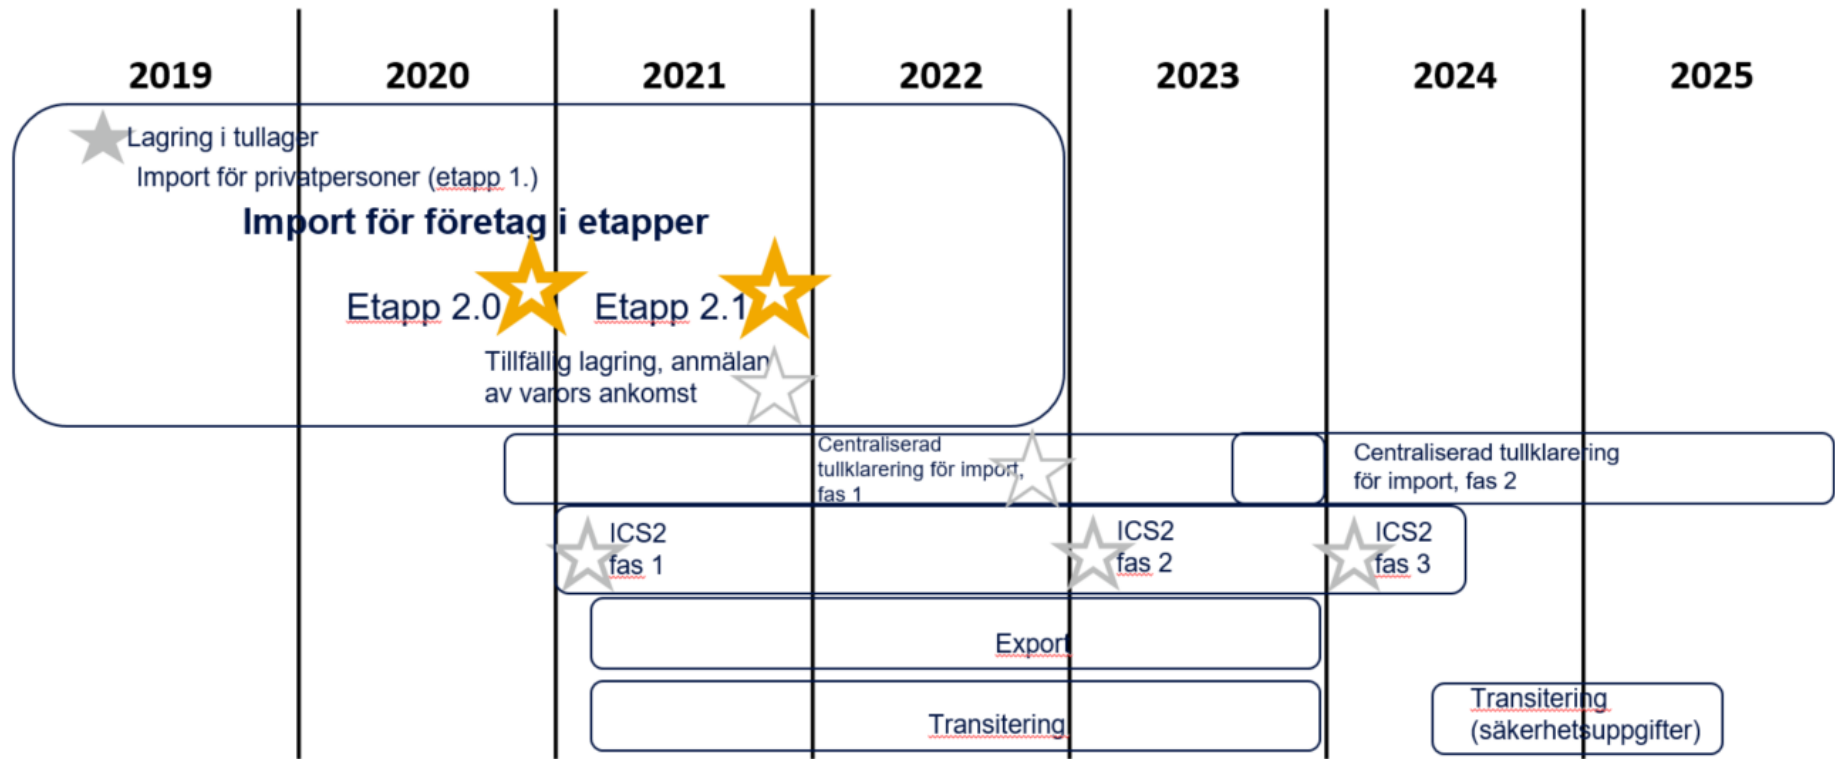 2019 2020 2021 2022 2023 2024 2025
Lagring i tullager
Import för privatpersoner (etapp 1.)
Import för företag i etapper
Etapp 2.0
Etapp 2.1
Tillfällig lagring, anmälan
av varors ankomst
Centraliserad
tullklarering för import,
fas 1
Centraliserad tullklarering
för import, fas 2
ICS2
fas 1
ICS2
fas 2
ICS2
fas 3
Export
Transitering
Transitering
(säkerhetsuppgifter)